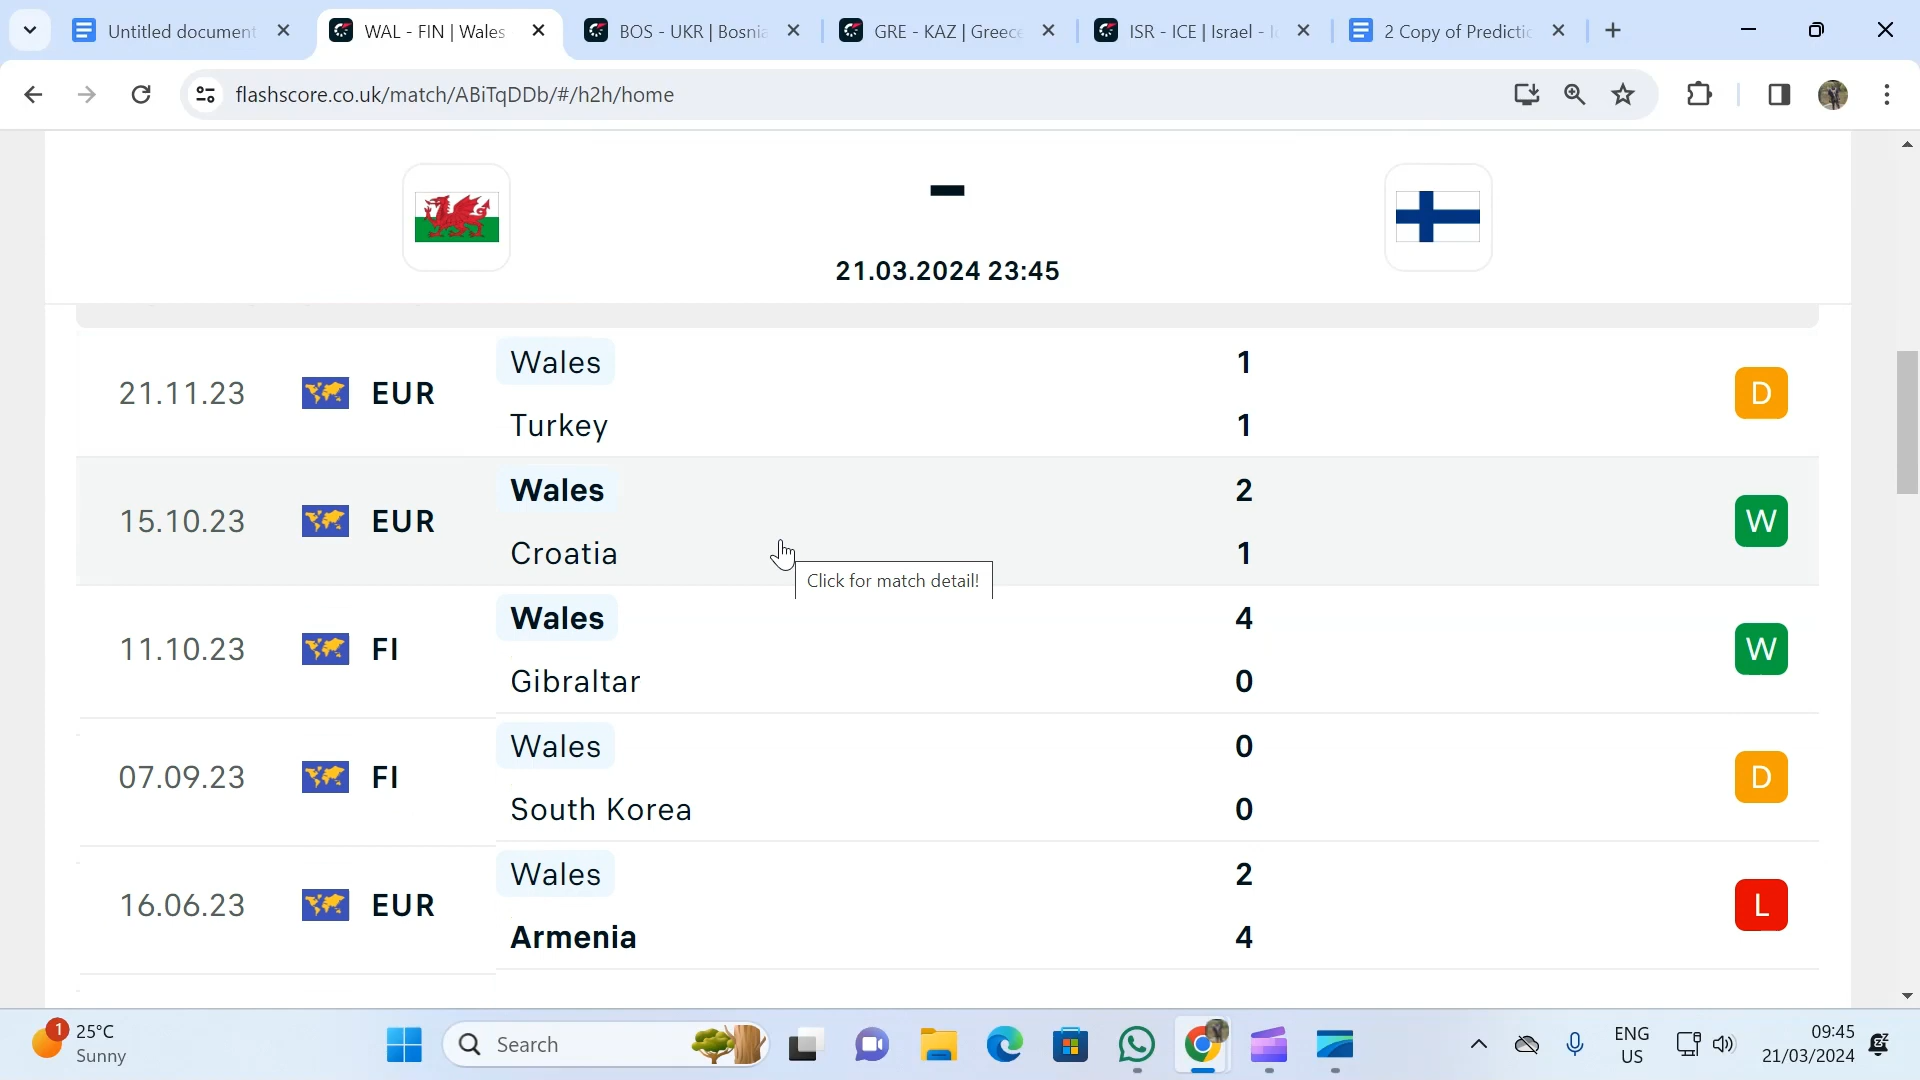 Untitled document
WAL - FIN | Wales
BOS - UKR | Bosnia
GRE - KAZ | Greece
ISR - ICE | Israel -
2 Copy of Predictic
flashscore.co.uk/match/ABiTqDDb/#/h2h/home
-
21.03.2024 23:45
21.11.23 EUR Wales 1 D
Turkey 1
15.10.23 EUR Wales 2 W
Croatia 1
Click for match detail!
11.10.23 FI Wales 4 W
Gibraltar 0
07.09.23 FI Wales 0 D
South Korea 0
16.06.23 EUR Wales 2 L
Armenia 4
1
25°C
Sunny
Search
ENG
US
09:45
21/03/2024